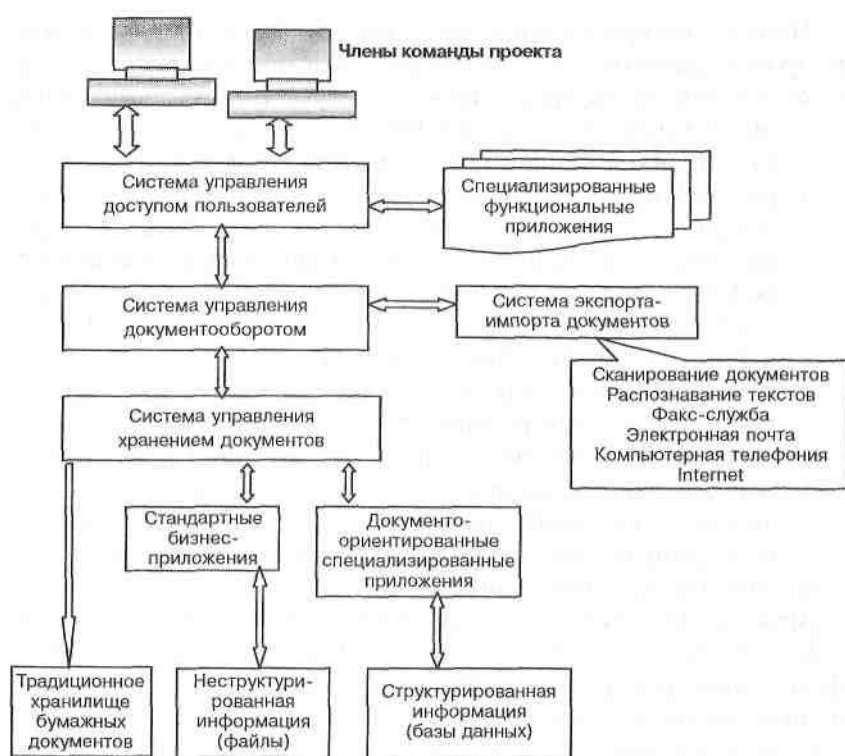 Члены команды проекта
Система управления
доступом пользователей
Специализированные
функциональные
приложения
Система управления
документооборотом
Система экспорта-
импорта документов
Сканирование документов
Распознавание текстов
Факс-служба
Электронная почта
Компьютерная телефония
Internet
Система управления
хранением документов
Стандартные
бизнес-
приложения
Документо-
ориентированные
специализированные
приложения
Традиционное
хранилище
бумажных
документов
Неструктури-
рованная
информация
(файлы)
Структурированная
информация
(базы данных)